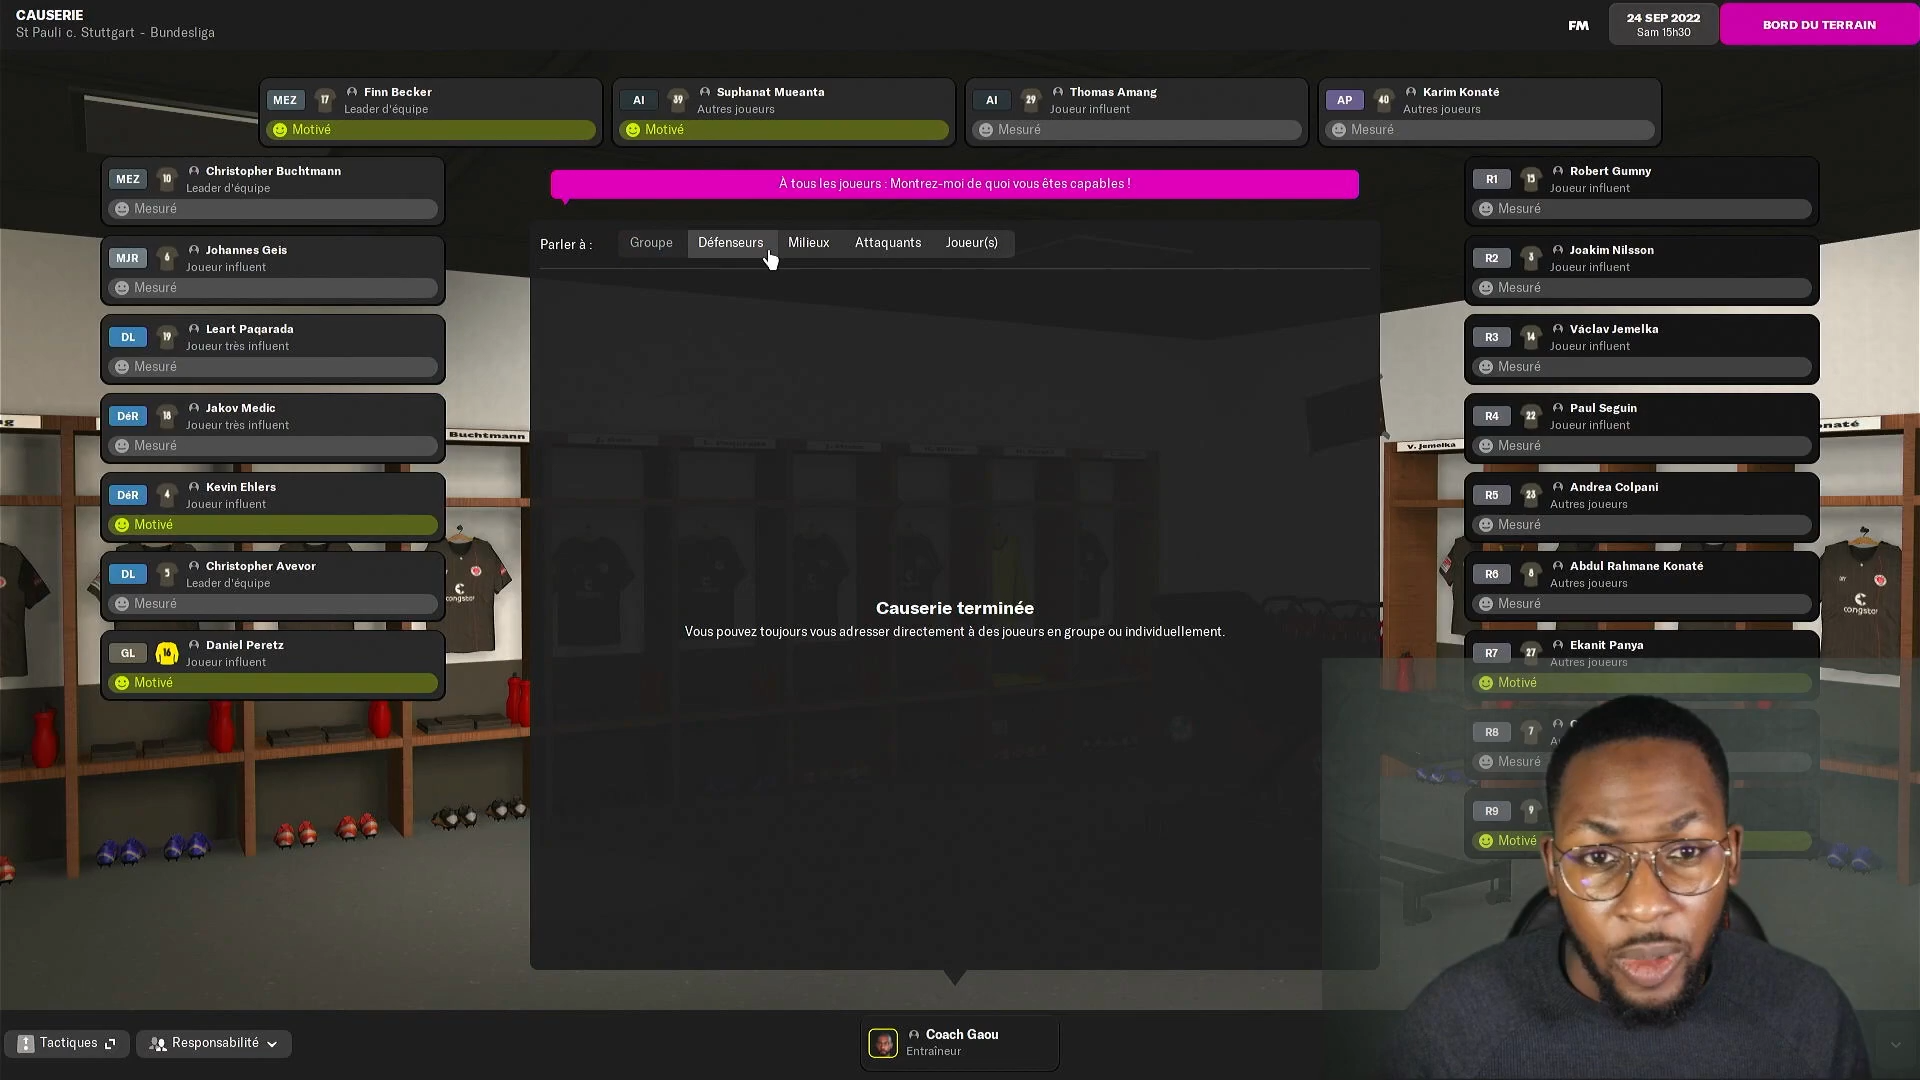 CAUSERIE
St Pauli c. Stuttgart - Bundesliga
FM
24 SEP 2022
Sam 15h30
BORD DU TERRAIN
MEZ 17 Finn Becker
Leader d'équipe
Motivé
AI 39 Suphanat Mueanta
Autres joueurs
Motivé
AI 29 Thomas Amang
Joueur influent
Mesuré
AP 40 Karim Konaté
Autres joueurs
Mesuré
MEZ 10 Christopher Buchtmann
Leader d'équipe
Mesuré
MJR 6 Johannes Geis
Joueur influent
Mesuré
DL 19 Leart Paqarada
Joueur très influent
Mesuré
DéR 18 Jakov Medic
Joueur très influent
Mesuré
DéR 4 Kevin Ehlers
Joueur influent
Motivé
DL 5 Christopher Avevor
Leader d'équipe
Mesuré
GL 16 Daniel Peretz
Joueur influent
Motivé
À tous les joueurs : Montrez-moi de quoi vous êtes capables !
Parler à : Groupe Défenseurs Milieux Attaquants Joueur(s)
Causerie terminée
Vous pouvez toujours vous adresser directement à des joueurs en groupe ou individuellement.
R1 15 Robert Gumny
Joueur influent
Mesuré
R2 3 Joakim Nilsson
Joueur influent
Mesuré
R3 14 Václav Jemelka
Joueur influent
Mesuré
R4 22 Paul Seguin
Joueur influent
Mesuré
R5 23 Andrea Colpani
Autres joueurs
Mesuré
R6 8 Abdul Rahmane Konaté
Autres joueurs
Mesuré
R7 27 Ekanit Panya
Autres joueurs
Motivé
R8 7
Mesuré
R9 9
Motivé
Buchtmann
V. Jemelka
congstar
congstar
Tactiques
Responsabilité
Coach Gaou
Entraîneur